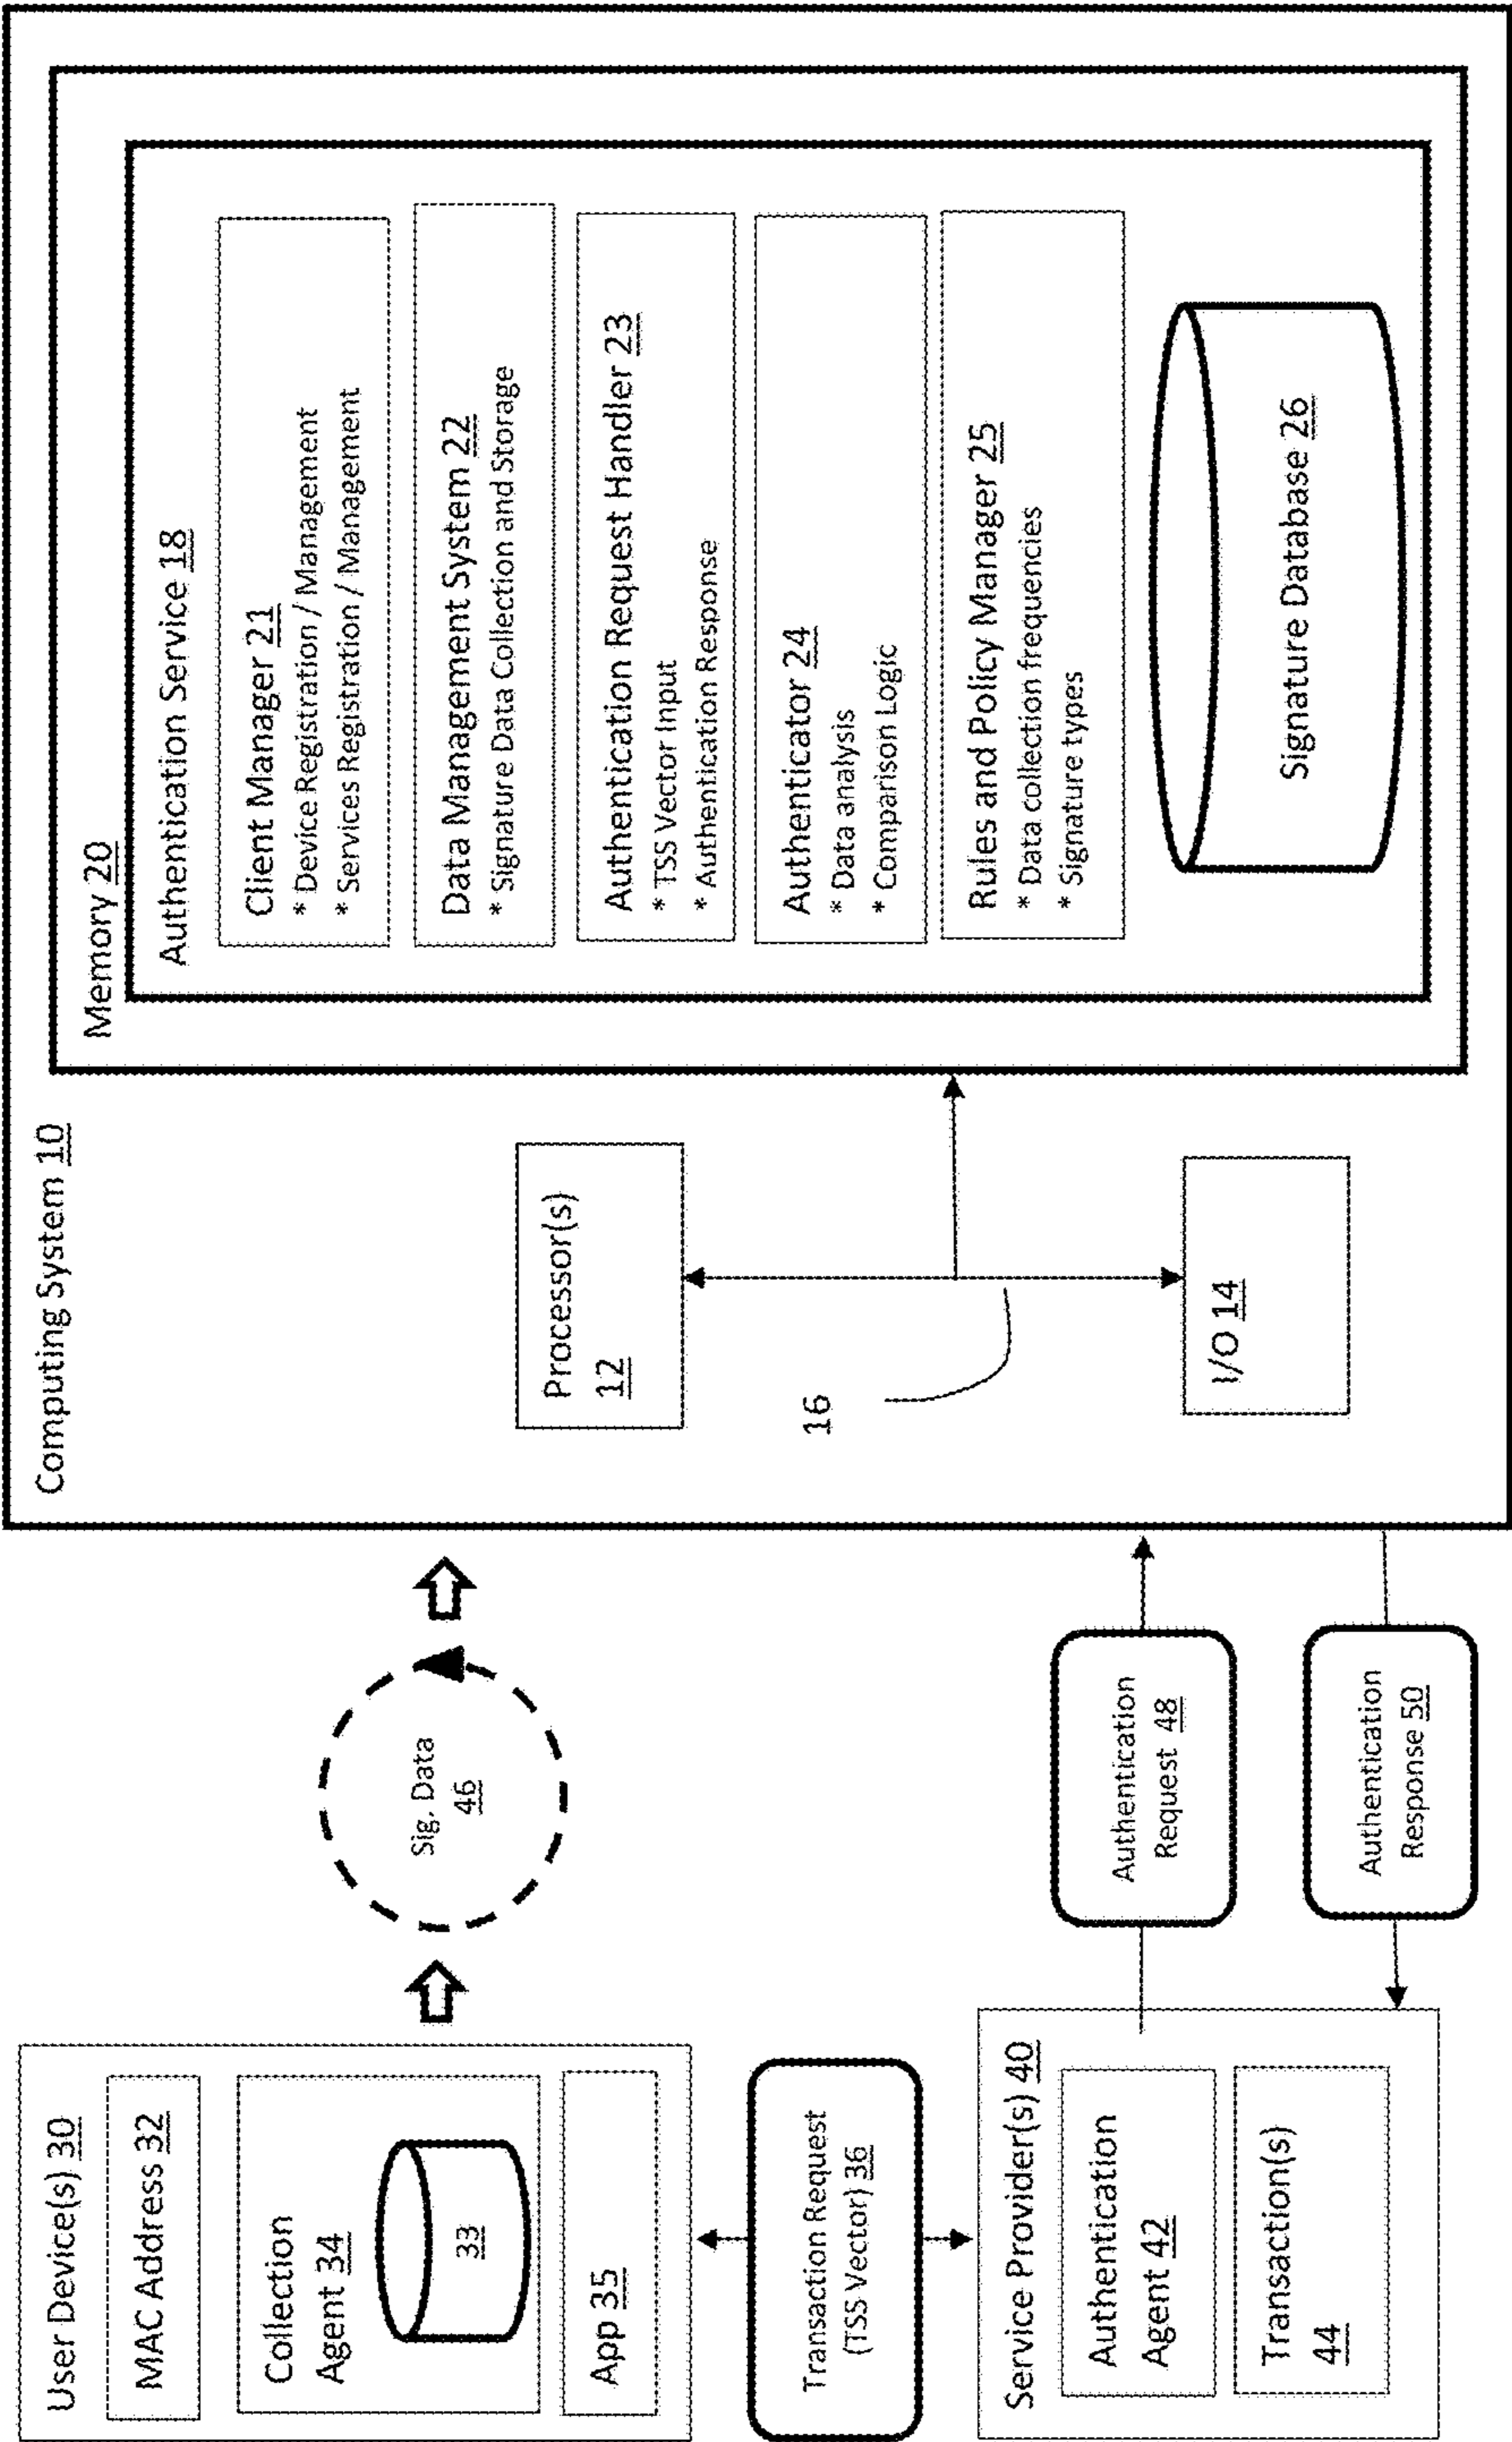 User Device(s) 30
MAC Address 32
Collection
Agent 34
33
App 35
Transaction Request
(TSS Vector) 36
Service Provider(s) 40
Authentication
Agent 42
Transaction(s)
44
Sig. Data
46
Authentication
Request 48
Authentication
Response 50
Computing System 10
Processor(s)
12
16
I/O 14
Memory 20
Authentication Service 18
Client Manager 21
* Device Registration / Management
* Services Registration / Management
Data Management System 22
* Signature Data Collection and Storage
Authentication Request Handler 23
* TSS Vector Input
* Authentication Response
Authenticator 24
* Data analysis
* Comparison Logic
Rules and Policy Manager 25
* Data collection frequencies
* Signature types
Signature Database 26